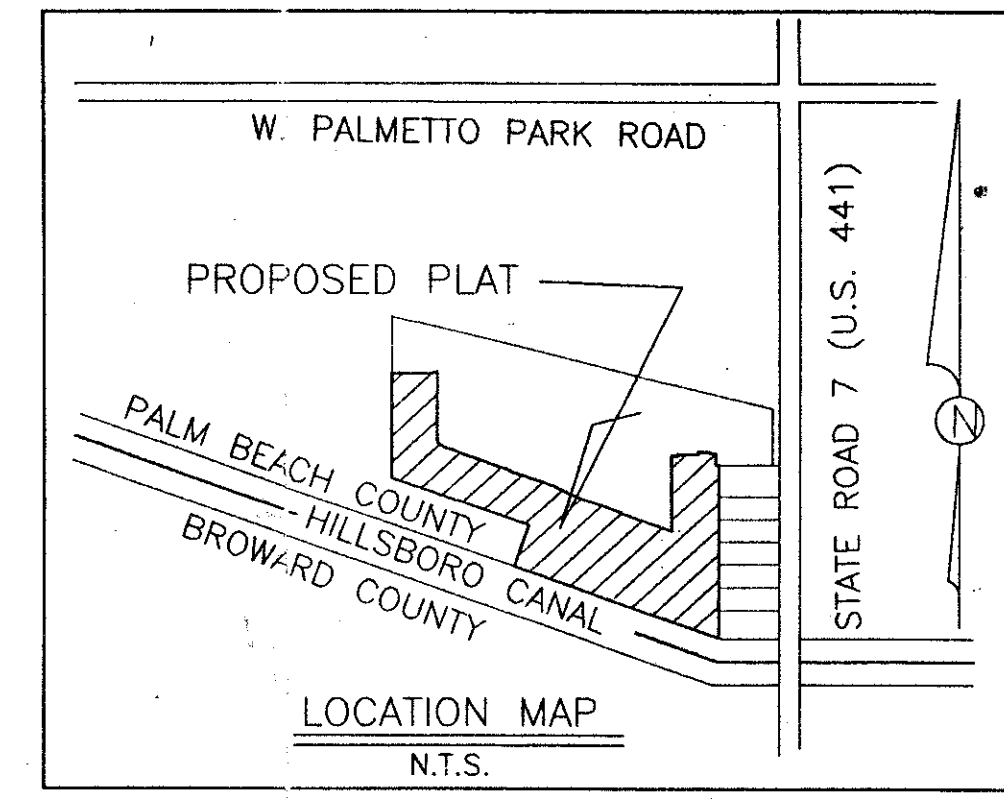 W. PALMETTO PARK ROAD
STATE ROAD 7 (U.S. 441)
PROPOSED PLAT
N
PALM BEACH COUNTY
HILLSBORO CANAL
BROWARD COUNTY
LOCATION MAP
N.T.S.